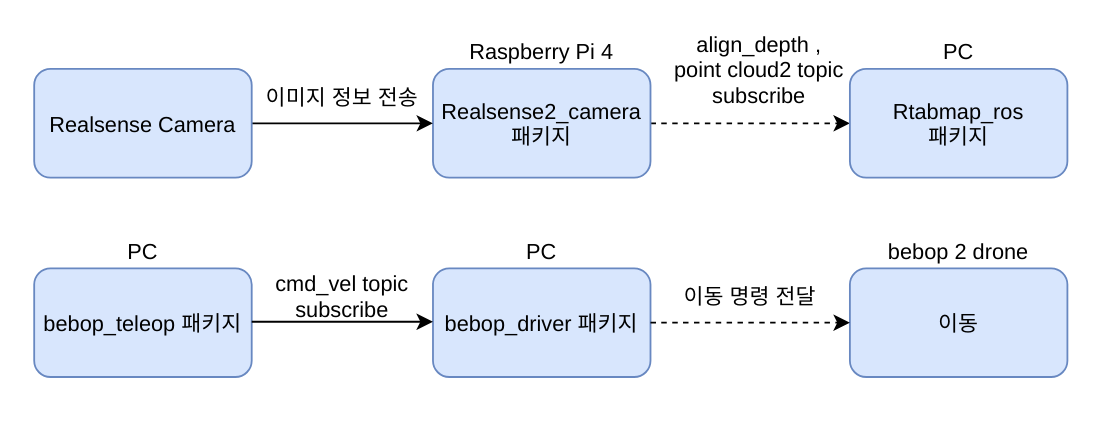 Raspberry Pi 4
align_depth ,
point cloud2 topic
subscribe
PC
Realsense Camera
이미지 정보 전송
Realsense2_camera
패키지
Rtabmap_ros
패키지
PC
PC
bebop 2 drone
bebop_teleop 패키지
cmd_vel topic
subscribe
bebop_driver 패키지
이동 명령 전달
이동